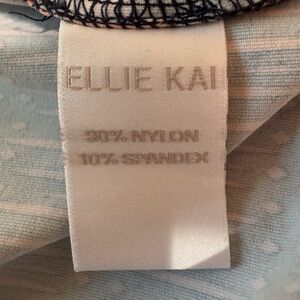 ELLIE KAI
90% NYLON
10% SPANDEX